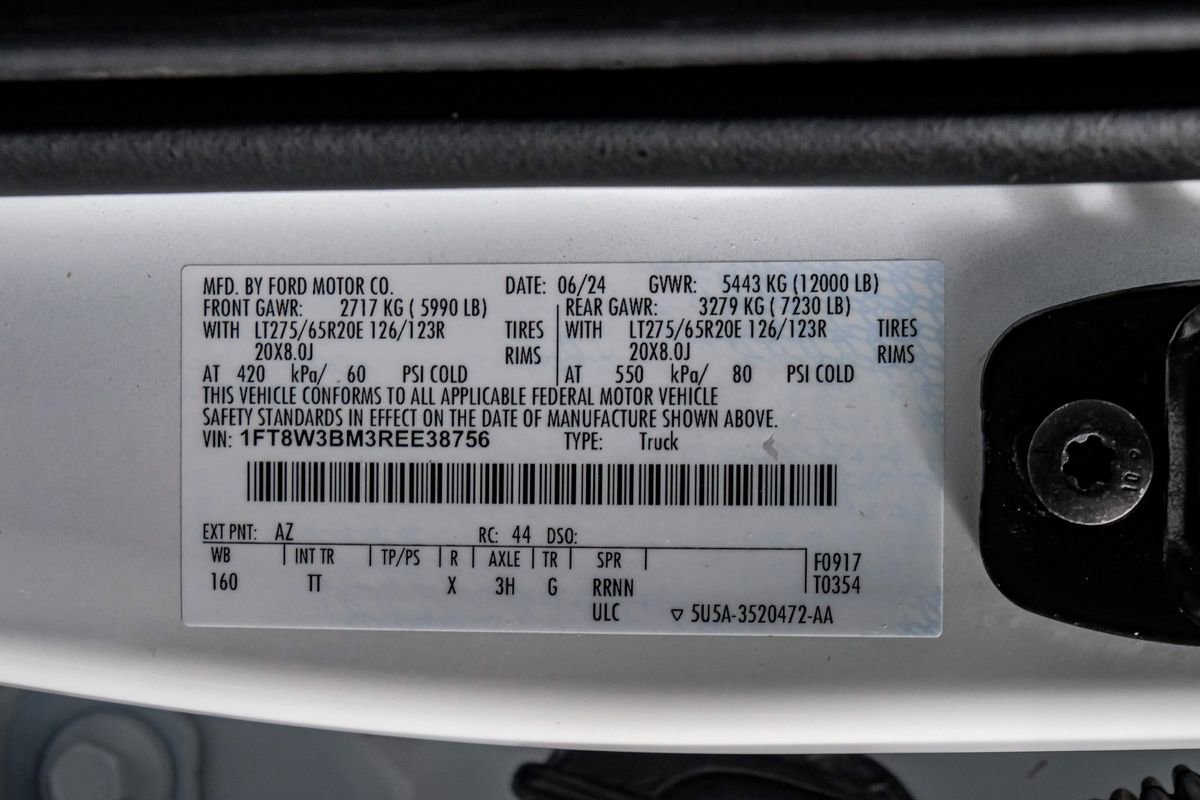 MFD. BY FORD MOTOR CO. DATE: 06/24 GVWR: 5443 KG (12000 LB)
FRONT GAWR: 2717 KG ( 5990 LB) REAR GAWR: 3279 KG ( 7230 LB)
WITH LT275/65R20E 126/123R TIRES WITH LT275/65R20E 126/123R TIRES
20X8.0J RIMS 20X8.0J RIMS
AT 420 kPa/ 60 PSI COLD AT 550 kPa/ 80 PSI COLD
THIS VEHICLE CONFORMS TO ALL APPLICABLE FEDERAL MOTOR VEHICLE
SAFETY STANDARDS IN EFFECT ON THE DATE OF MANUFACTURE SHOWN ABOVE.
VIN: 1FT8W3BM3REE38756 TYPE: Truck
EXT PNT: AZ RC: 44 DSO:
WB INT TR TP/PS R AXLE TR SPR F0917
160 TT X 3H G RRNN T0354
ULC ▽ 5U5A-3520472-AA
10.9